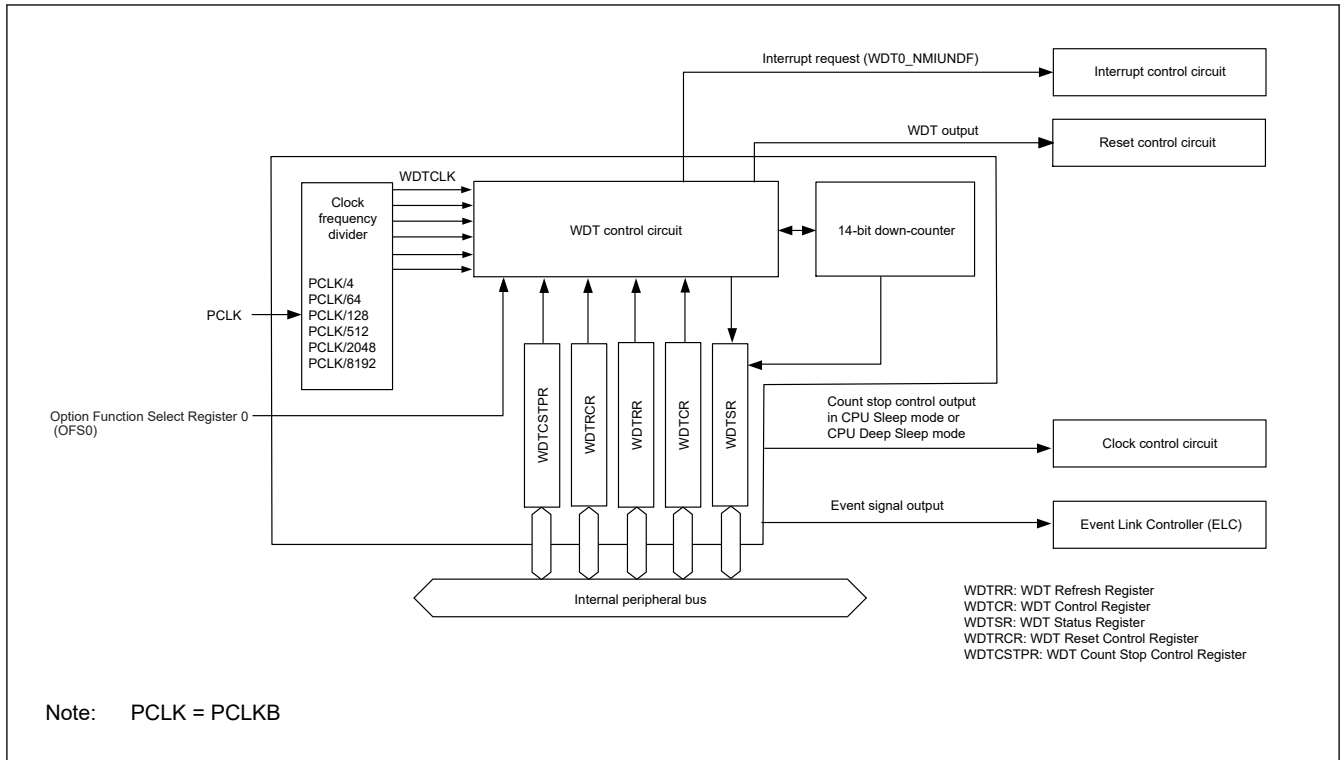 Interrupt request (WDT0_NMIUNDF)
Interrupt control circuit
WDT output
Reset control circuit
WDTCLK
Clock
frequency
divider
PCLK/4
PCLK/64
PCLK/128
PCLK/512
PCLK/2048
PCLK/8192
WDT control circuit
14-bit down-counter
PCLK
Option Function Select Register 0
(OFS0)
WDTCSTPR
WDTRCR
WDTRR
WDTCR
WDTSR
Count stop control output
in CPU Sleep mode or
CPU Deep Sleep mode
Clock control circuit
Event signal output
Event Link Controller (ELC)
Internal peripheral bus
WDTRR: WDT Refresh Register
WDTCR: WDT Control Register
WDTSR: WDT Status Register
WDTRCR: WDT Reset Control Register
WDTCSTPR: WDT Count Stop Control Register
Note: PCLK = PCLKB